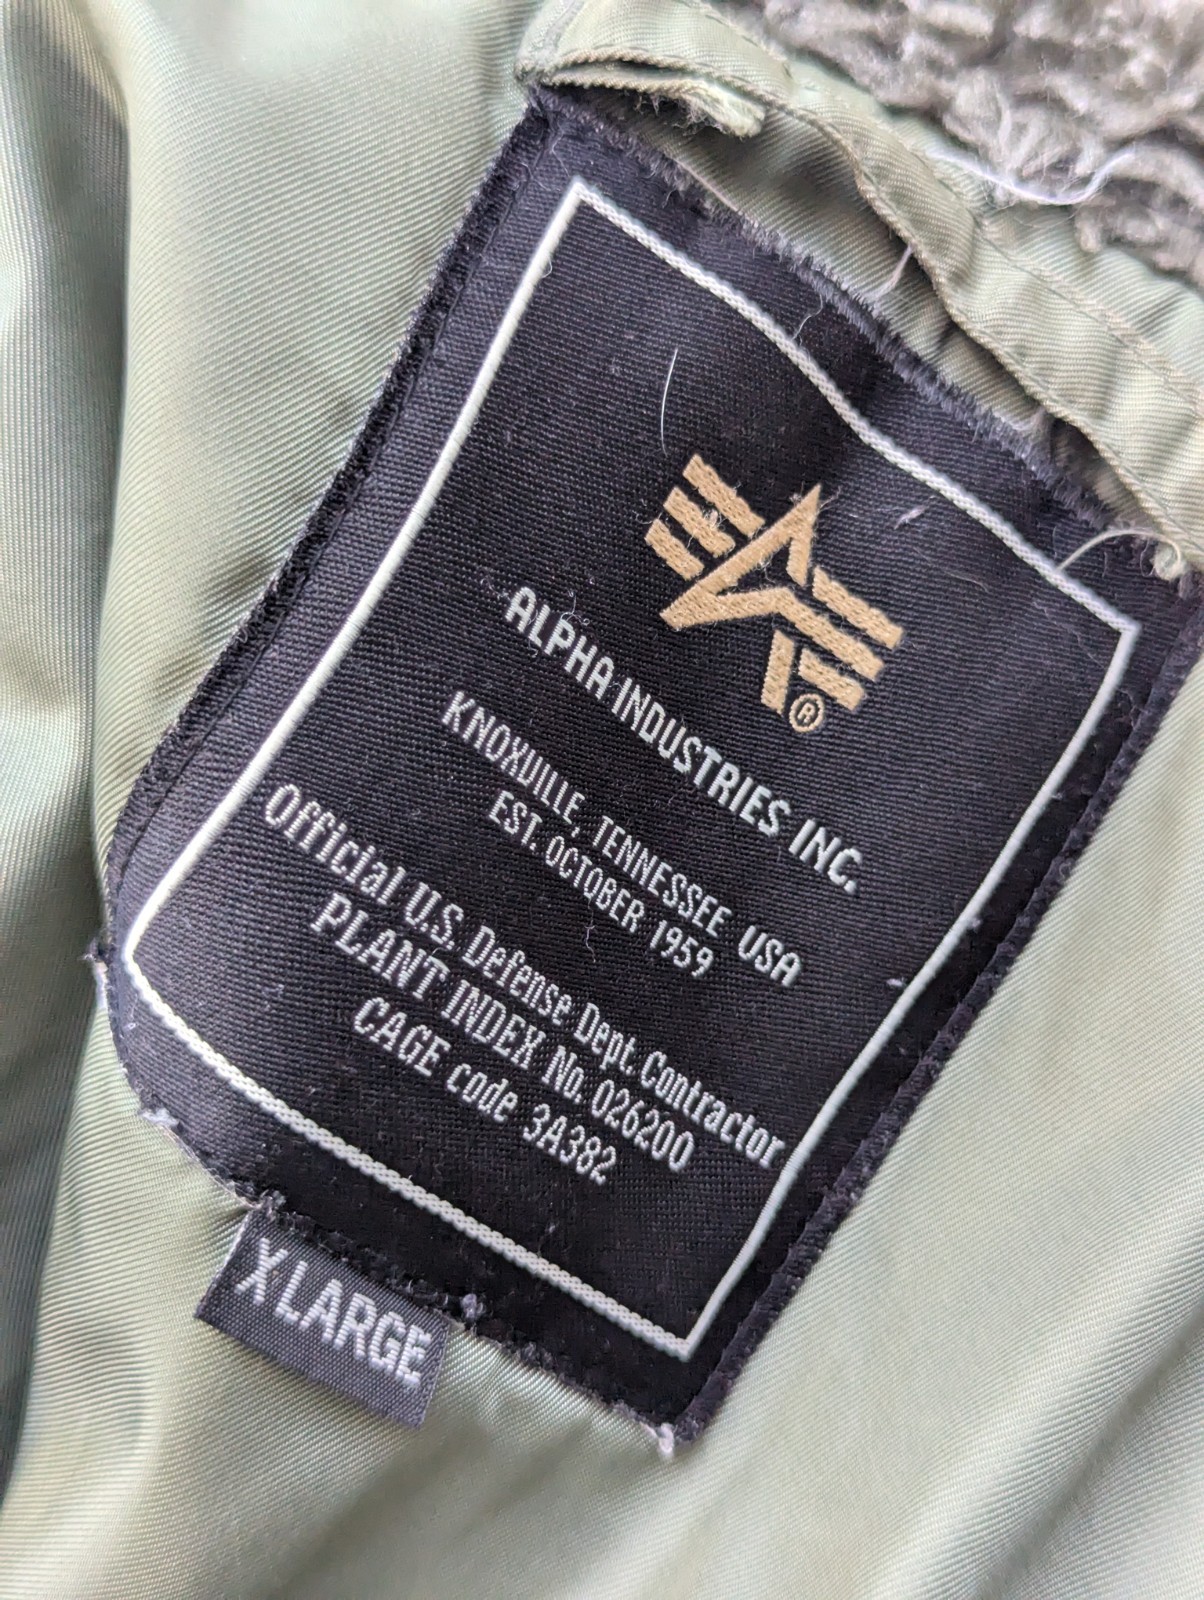 ®
ALPHA INDUSTRIES INC.
KNOXVILLE, TENNESSEE USA
EST. OCTOBER 1959
Official U.S. Defense Dept. Contractor
PLANT INDEX No. 026200
CAGE code 3A382
X LARGE